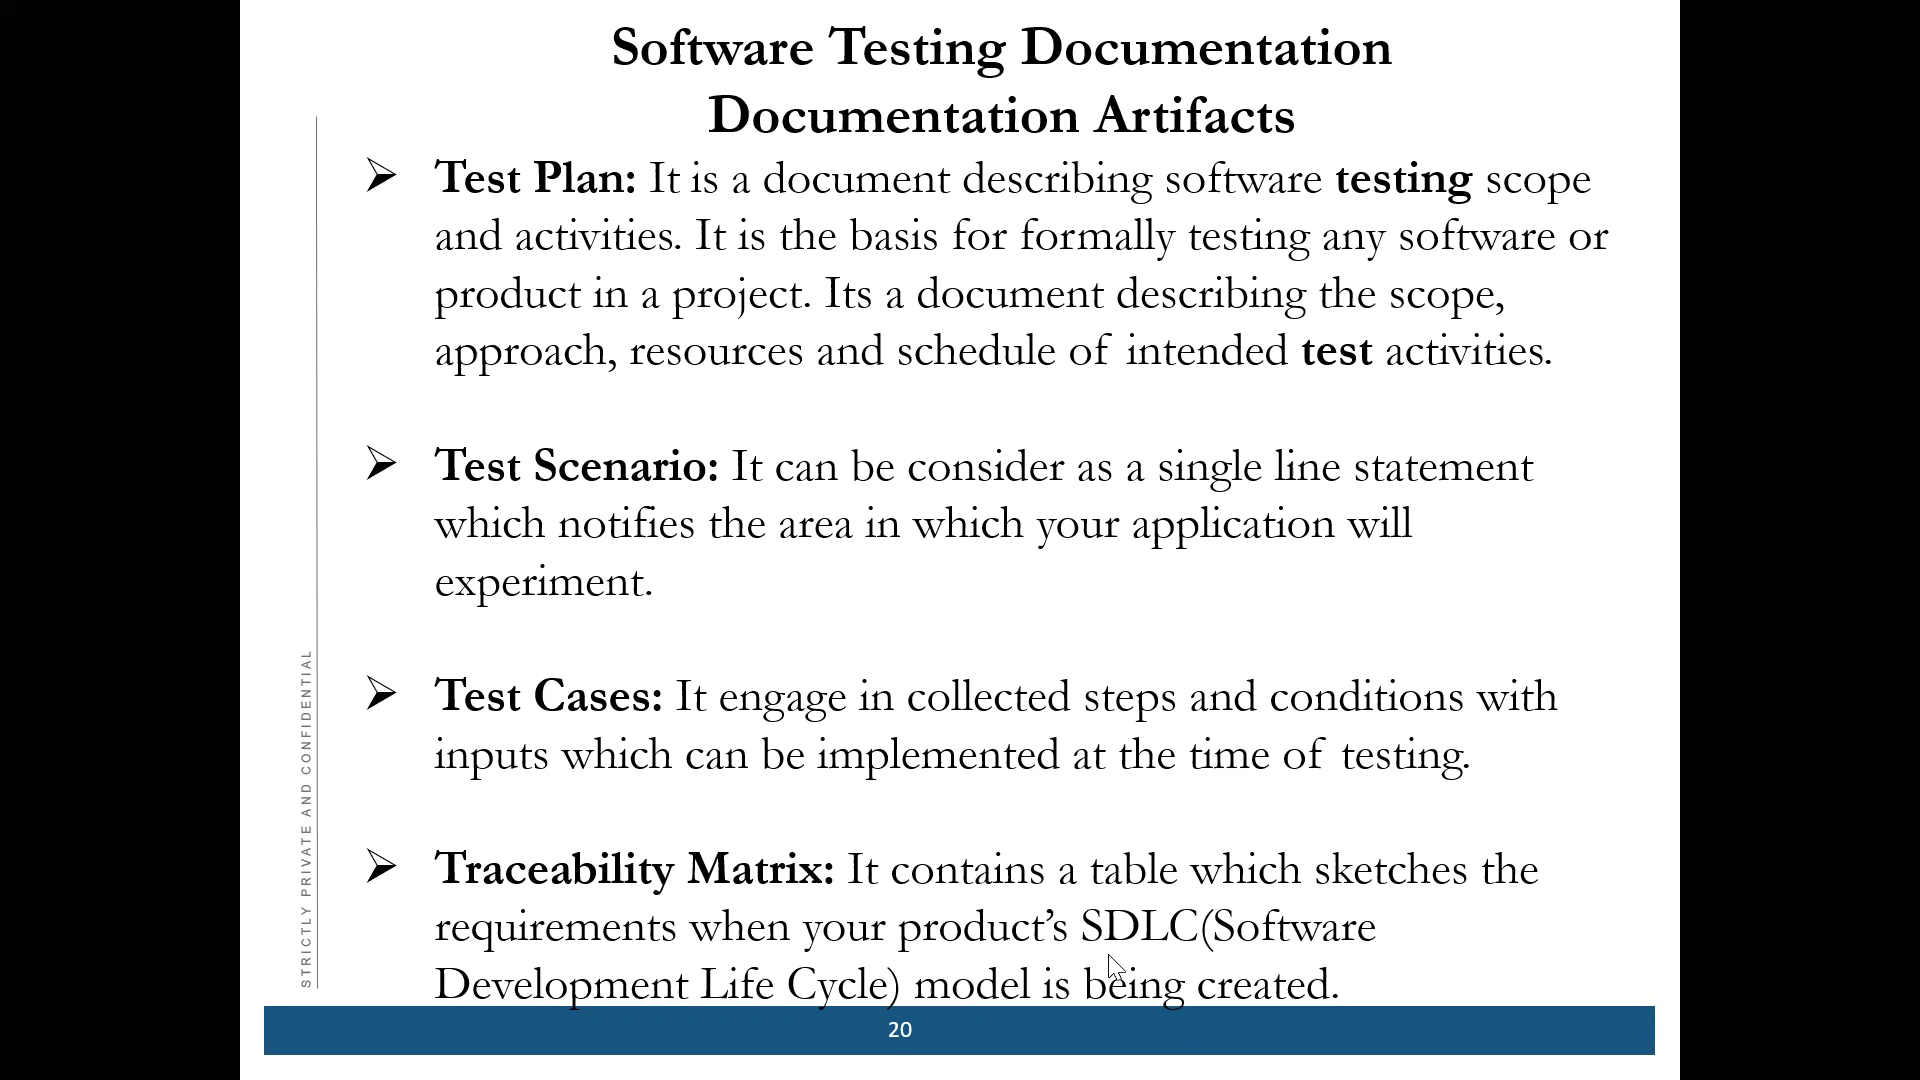 Software Testing Documentation
Documentation Artifacts
➢ Test Plan: It is a document describing software testing scope
and activities. It is the basis for formally testing any software or
product in a project. Its a document describing the scope,
approach, resources and schedule of intended test activities.
➢ Test Scenario: It can be consider as a single line statement
which notifies the area in which your application will
experiment.
➢ Test Cases: It engage in collected steps and conditions with
inputs which can be implemented at the time of testing.
➢ Traceability Matrix: It contains a table which sketches the
requirements when your product’s SDLC(Software
Development Life Cycle) model is being created.
STRICTLY PRIVATE AND CONFIDENTIAL
20